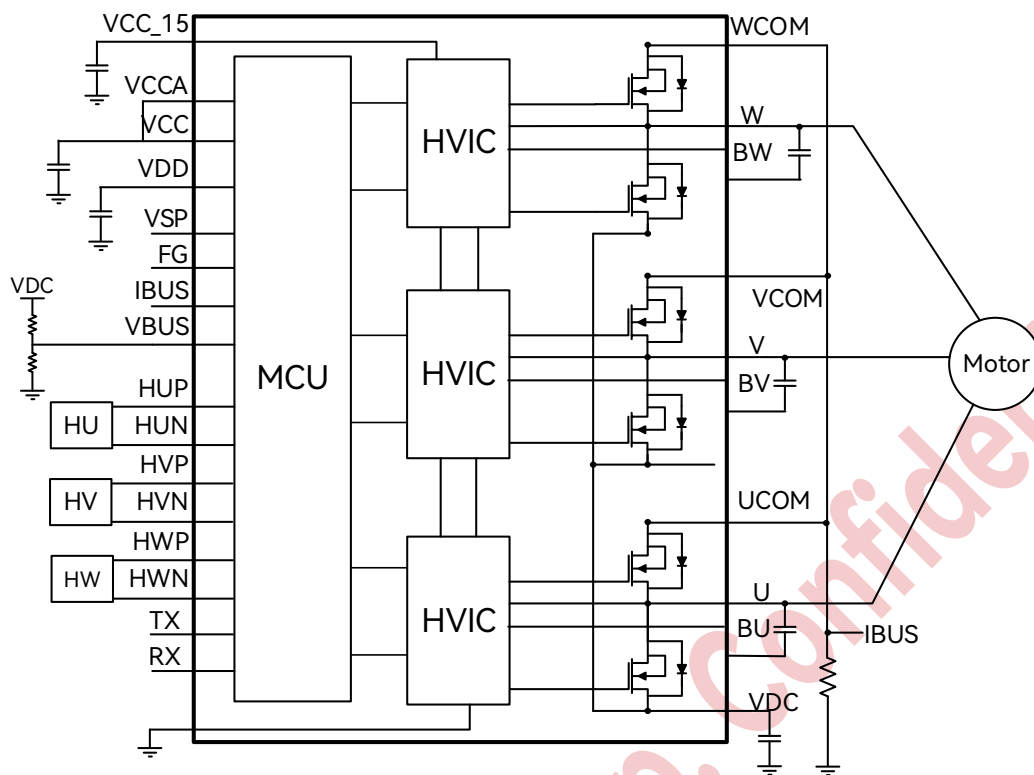 VCC_15
VCCA
VCC
VDD
VSP
FG
IBUS
VDC
VBUS
HUP
HU
HUN
HVP
HV
HVN
HWP
HW
HWN
TX
RX
MCU
HVIC
HVIC
HVIC
WCOM
W
BW
VCOM
V
BV
Motor
UCOM
U
BU
IBUS
VDC